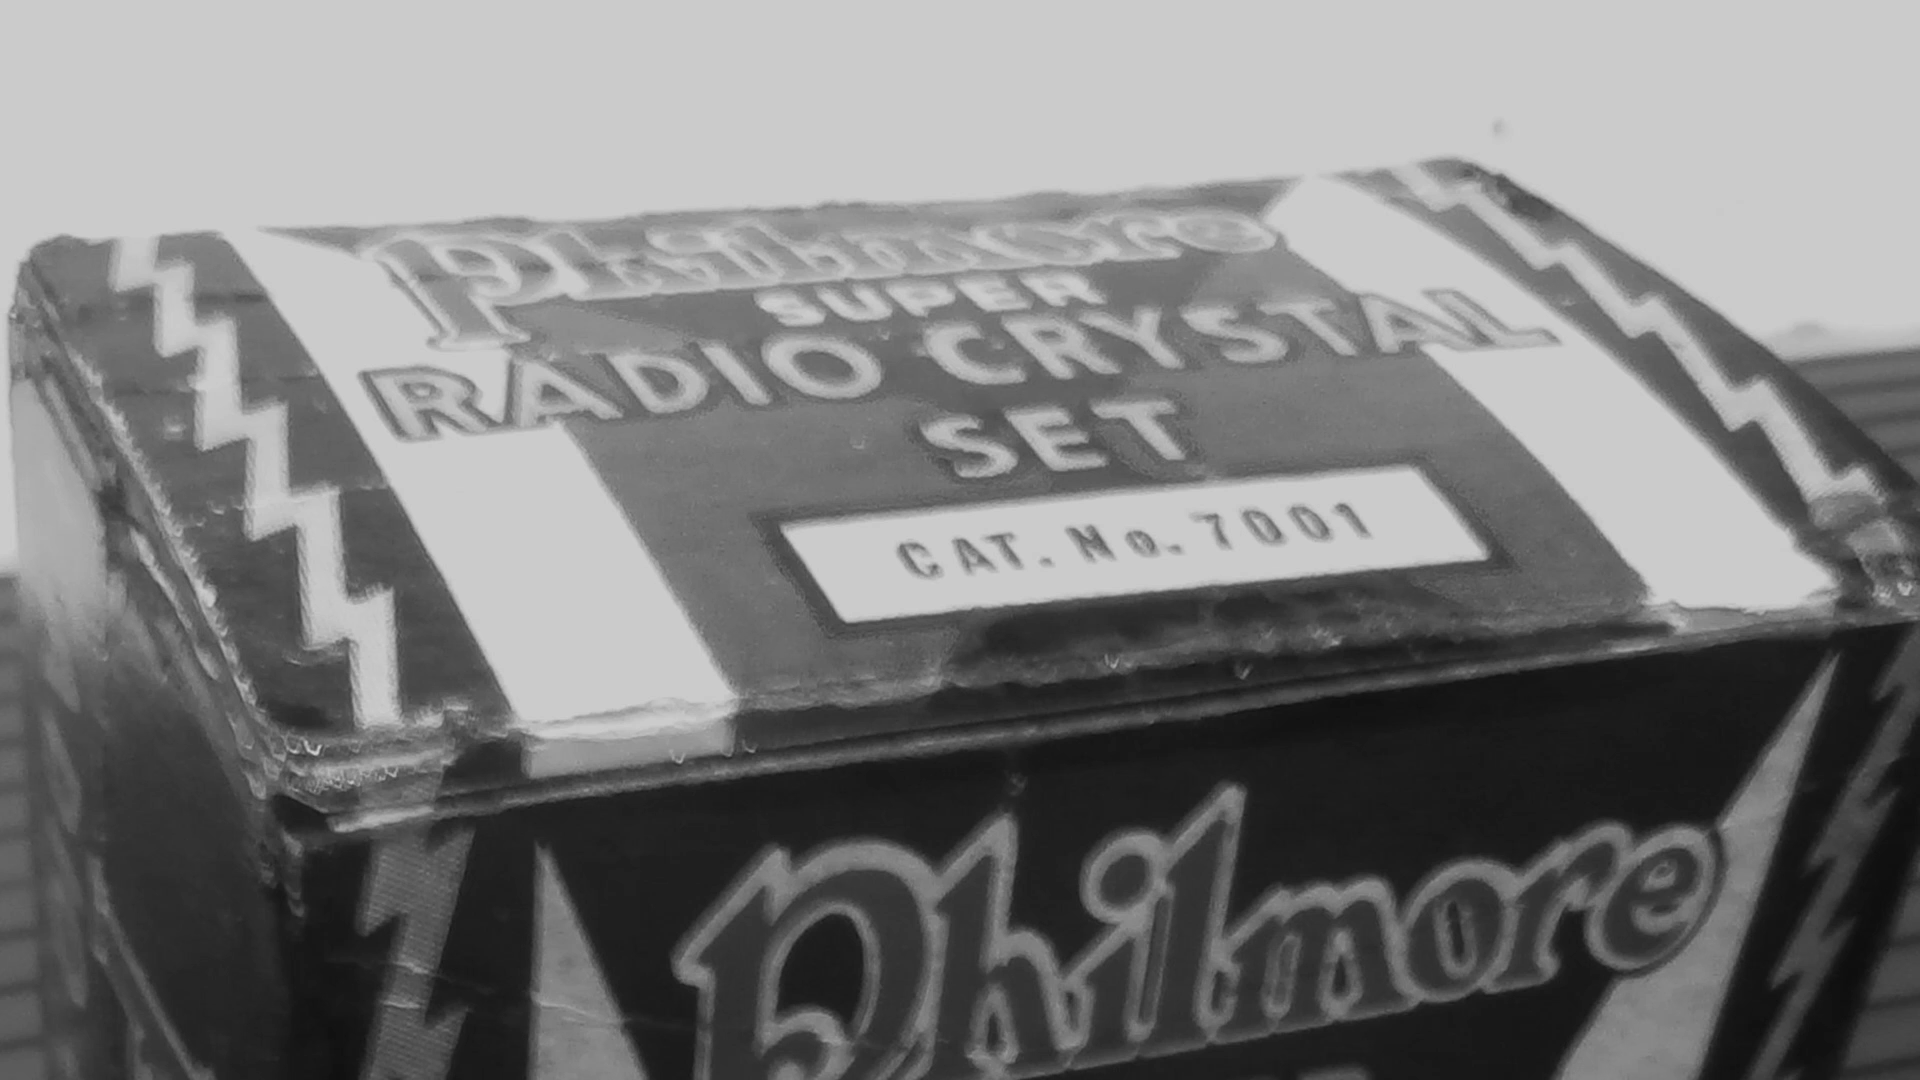 Philmore
SUPER
RADIO CRYSTAL
SET
CAT. No. 7001
Philmore